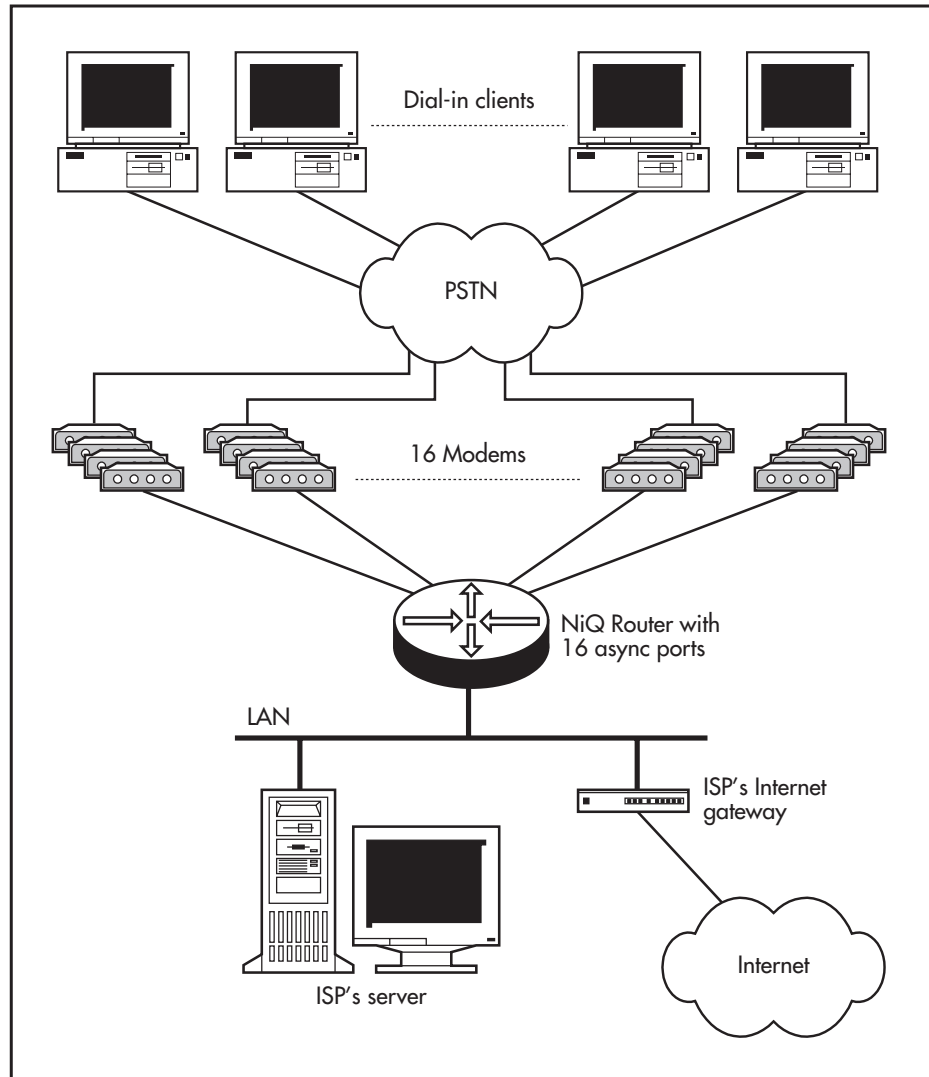 Dial-in clients
PSTN
16 Modems
NiQ Router with
16 async ports
LAN
ISP's Internet
gateway
ISP's server
Internet